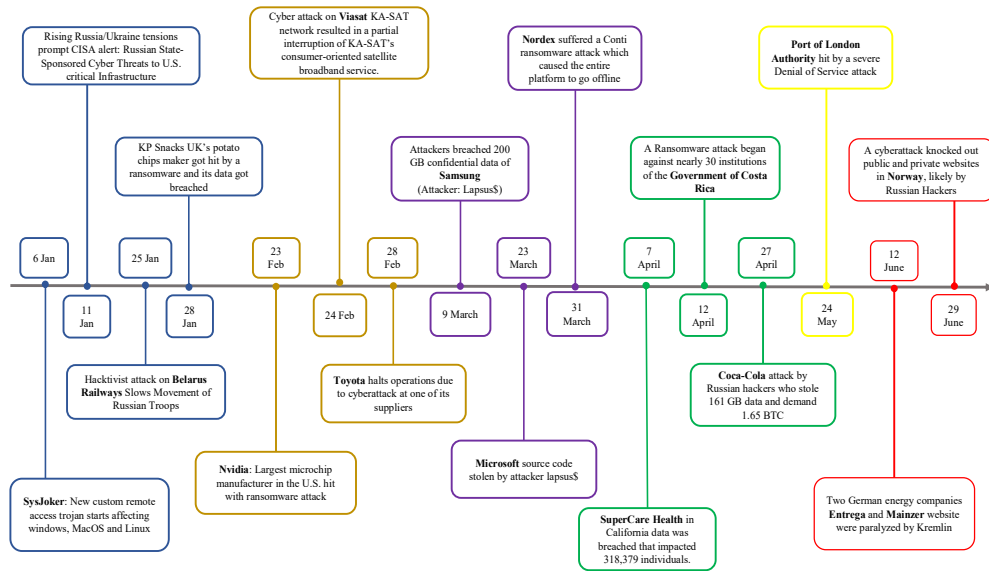 Rising Russia/Ukraine tensions
prompt CISA alert: Russian State-
Sponsored Cyber Threats to U.S.
critical Infrastructure
Cyber attack on Viasat KA-SAT
network resulted in a partial
interruption of KA-SAT's
consumer-oriented satellite
broadband service.
Nordex suffered a Conti
ransomware attack which
caused the entire
platform to go offline
Port of London
Authority hit by a severe
Denial of Service attack
KP Snacks UK's potato
chips maker got hit by a
ransomware and its data got
breached
Attackers breached 200
GB confidential data of
Samsung
(Attacker: Lapsus$)
A Ransomware attack began
against nearly 30 institutions
of the Government of Costa
Rica
A cyberattack knocked out
public and private websites
in Norway, likely by
Russian Hackers
6 Jan
25 Jan
23
Feb
28
Feb
23
March
7
April
27
April
12
June
11
Jan
28
Jan
24 Feb
9 March
31
March
12
April
24
May
29
June
Hacktivist attack on Belarus
Railways Slows Movement of
Russian Troops
Toyota halts operations due
to cyberattack at one of its
suppliers
Coca-Cola attack by
Russian hackers who stole
161 GB data and demand
1.65 BTC
SysJoker: New custom remote
access trojan starts affecting
windows, MacOS and Linux
Nvidia: Largest microchip
manufacturer in the U.S. hit
with ransomware attack
Microsoft source code
stolen by attacker lapsus$
SuperCare Health in
California data was
breached that impacted
318,379 individuals.
Two German energy companies
Entrega and Mainzer website
were paralyzed by Kremlin